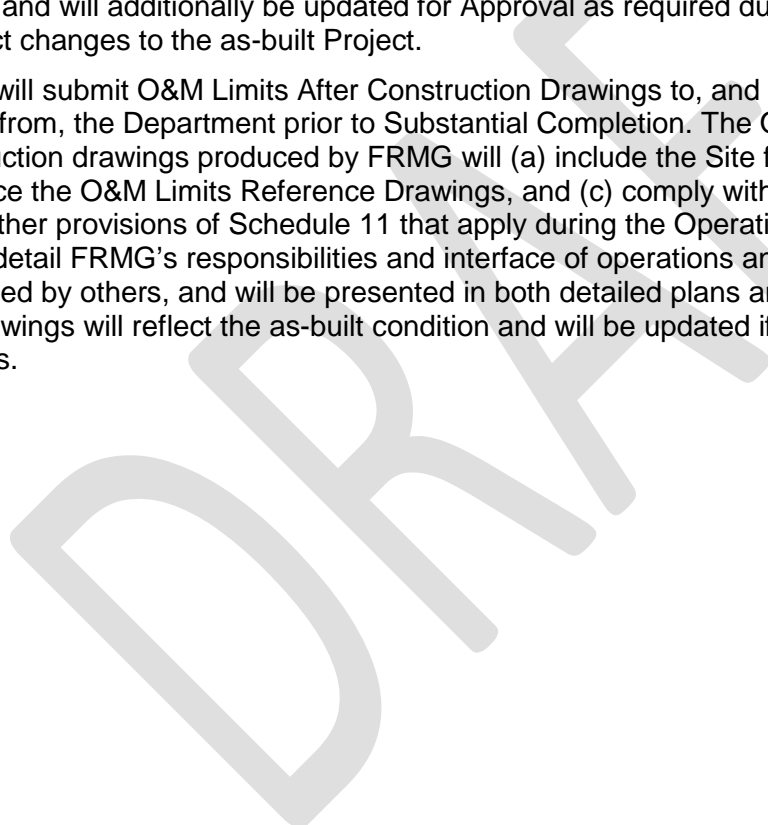 and will additionally be updated for Approval as required du
ct changes to the as-built Project.
will submit O&M Limits After Construction Drawings to, and
from, the Department prior to Substantial Completion. The
uction drawings produced by FRMG will (a) include the Site f
ce the O&M Limits Reference Drawings, and (c) comply with
ther provisions of Schedule 11 that apply during the Operati
detail FRMG's responsibilities and interface of operations an
ed by others, and will be presented in both detailed plans a
wings will reflect the as-built condition and will be updated if
s.
DRAF